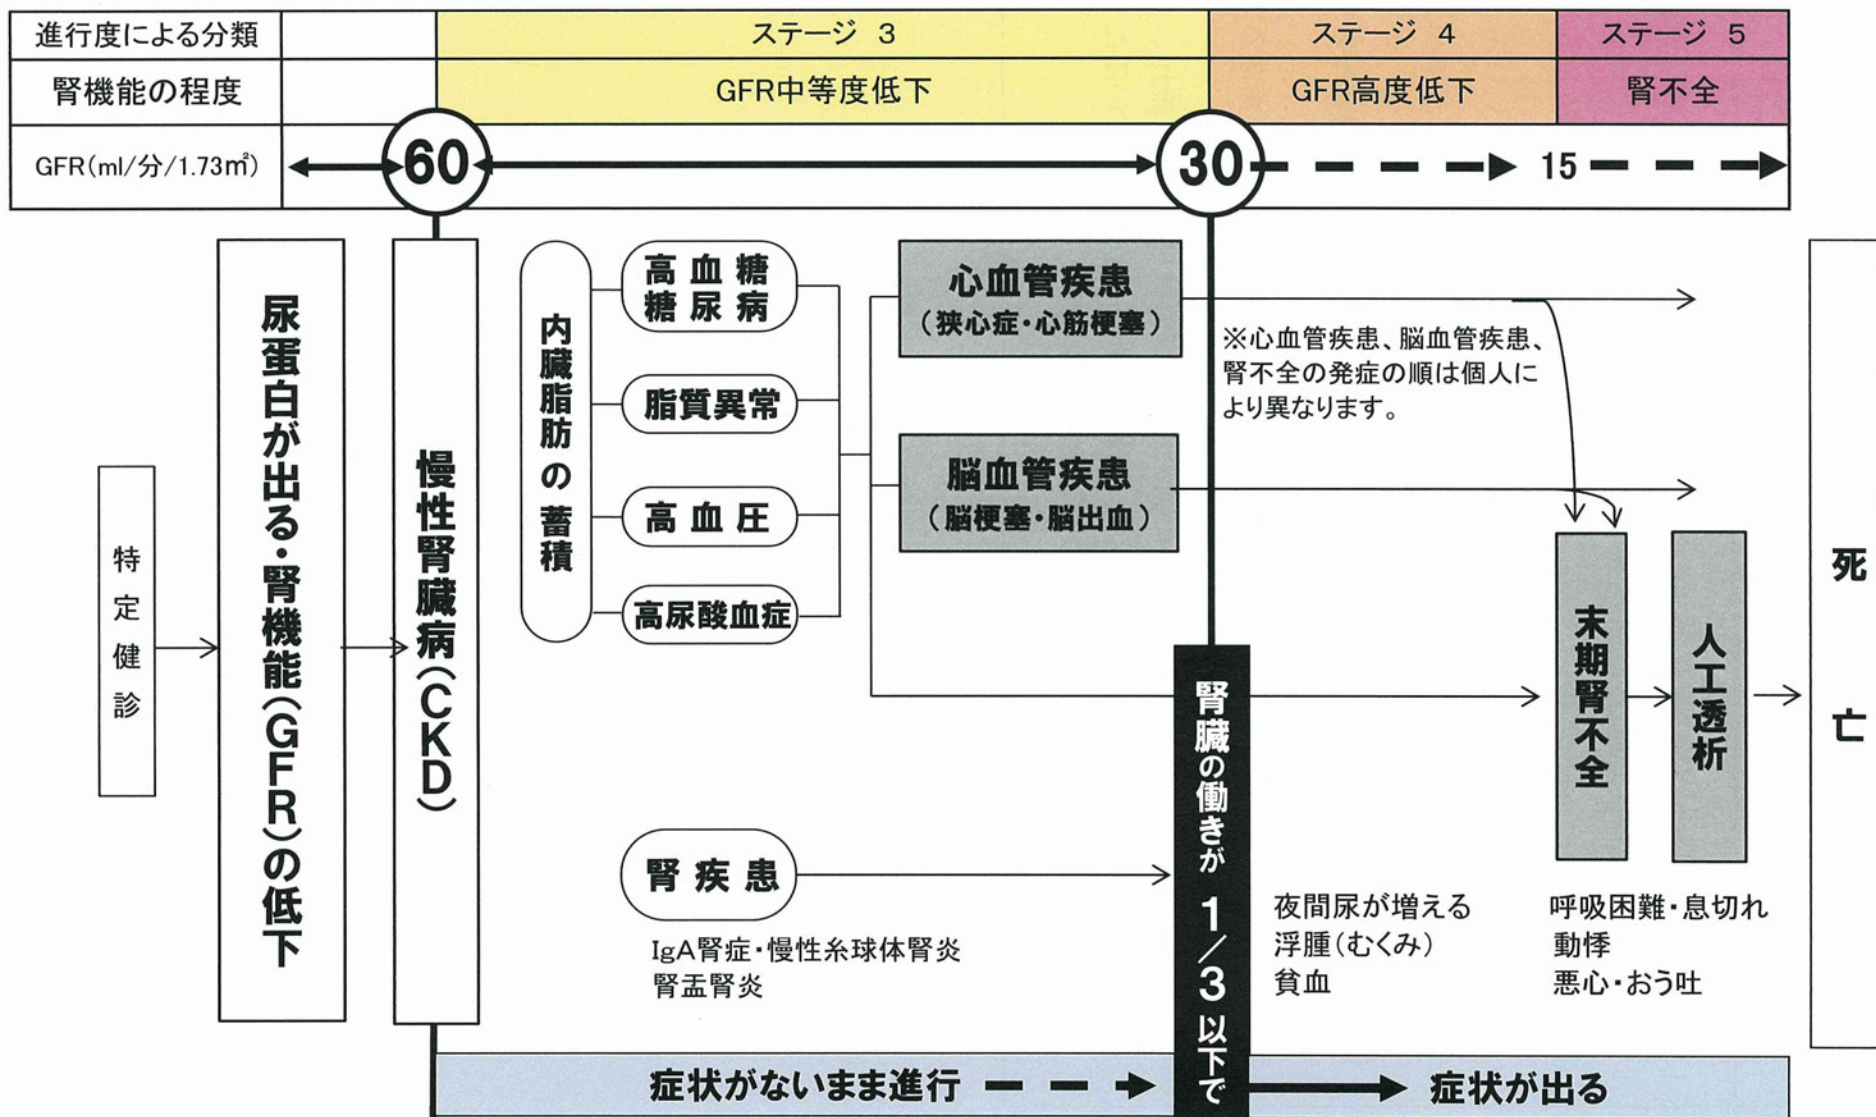 進行度による分類
ステージ 3
ステージ 4
ステージ 5
腎機能の程度
GFR中等度低下
GFR高度低下
腎不全
GFR(ml/分/1.73㎡)
60
30
15
特定健診
尿蛋白が出る・腎機能(GFR)の低下
慢性腎臓病(CKD)
内臓脂肪の蓄積
高血糖
糖尿病
脂質異常
高血圧
高尿酸血症
心血管疾患
(狭心症・心筋梗塞)
脳血管疾患
(脳梗塞・脳出血)
※心血管疾患、脳血管疾患、
腎不全の発症の順は個人に
より異なります。
腎疾患
IgA腎症・慢性糸球体腎炎
腎盂腎炎
腎臓の働きが1/3以下で
夜間尿が増える
浮腫(むくみ)
貧血
末期腎不全
人工透析
呼吸困難・息切れ
動悸
悪心・おう吐
死亡
症状がないまま進行
症状が出る